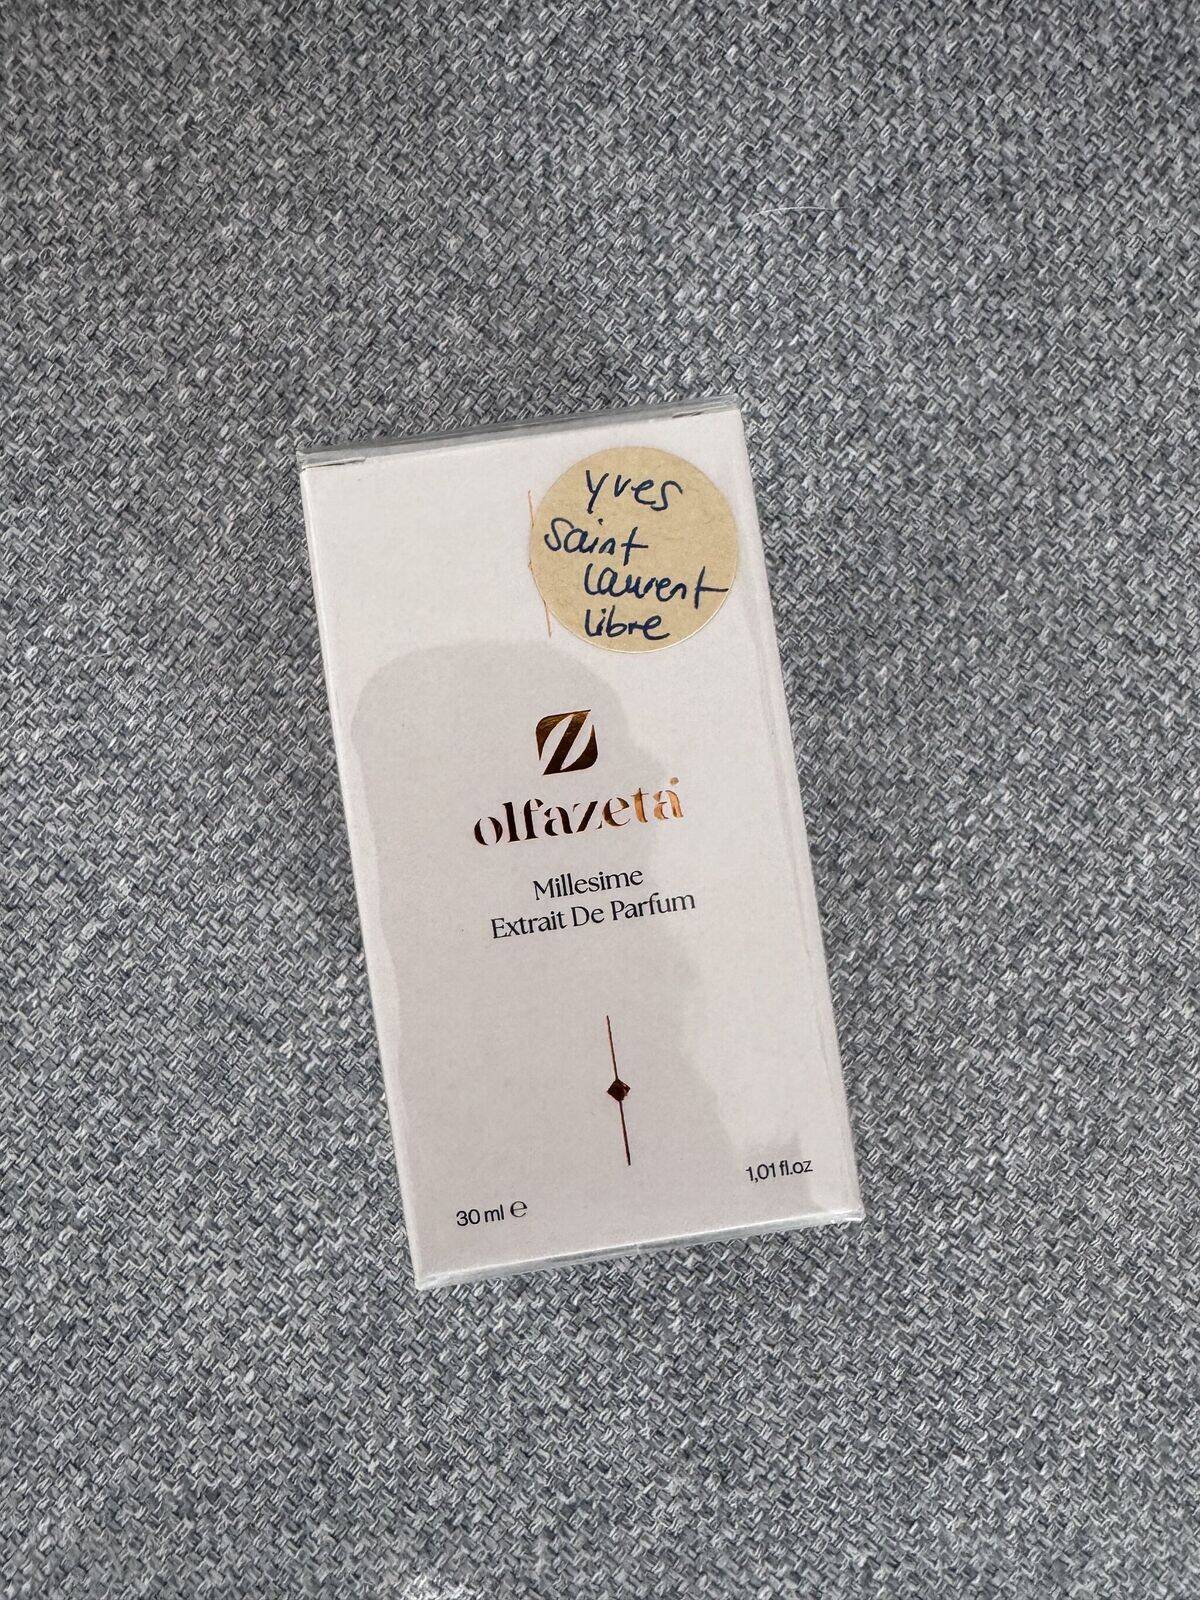 Yves
Saint
Laurent
Libre
Z
olfazeta
Millesime
Extrait De Parfum
30 ml ℮
1,01 fl.oz